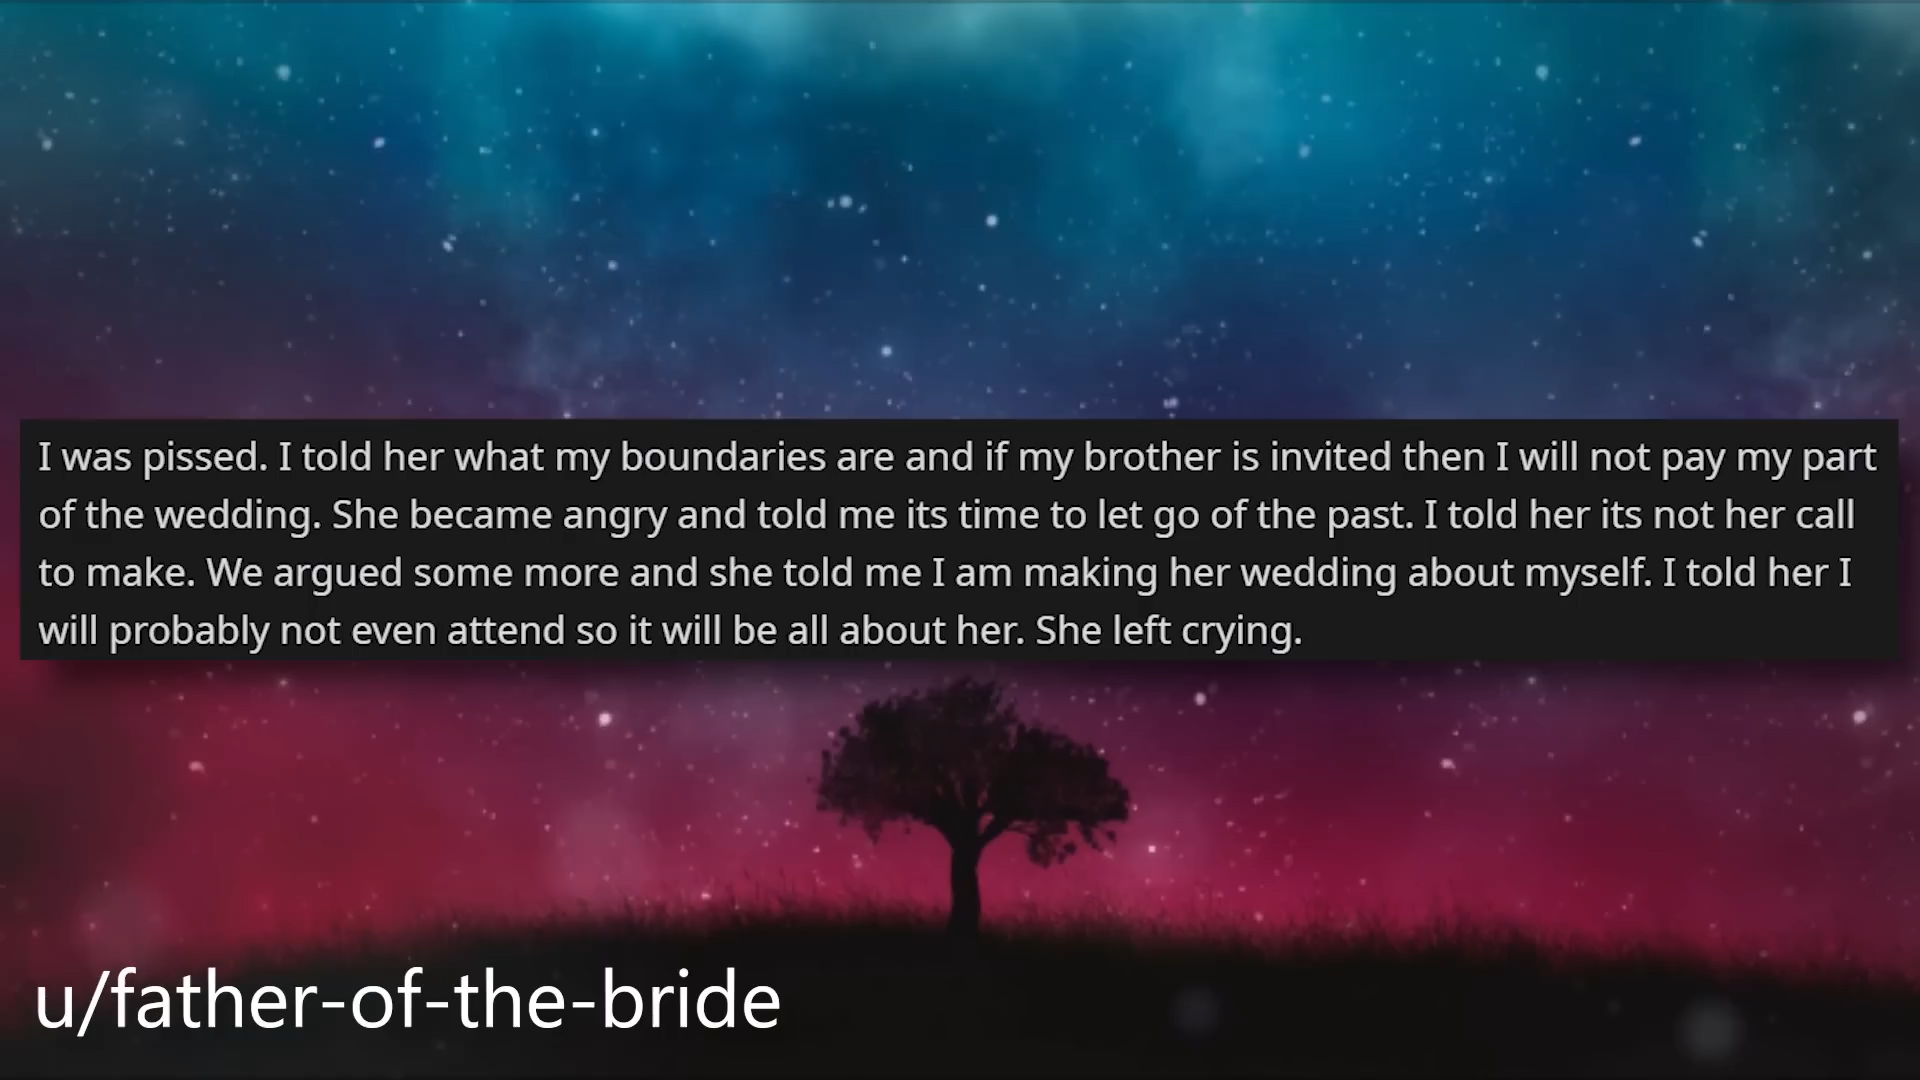 I was pissed. I told her what my boundaries are and if my brother is invited then I will not pay my part
of the wedding. She became angry and told me its time to let go of the past. I told her its not her call
to make. We argued some more and she told me I am making her wedding about myself. I told her I
will probably not even attend so it will be all about her. She left crying.
u/father-of-the-bride